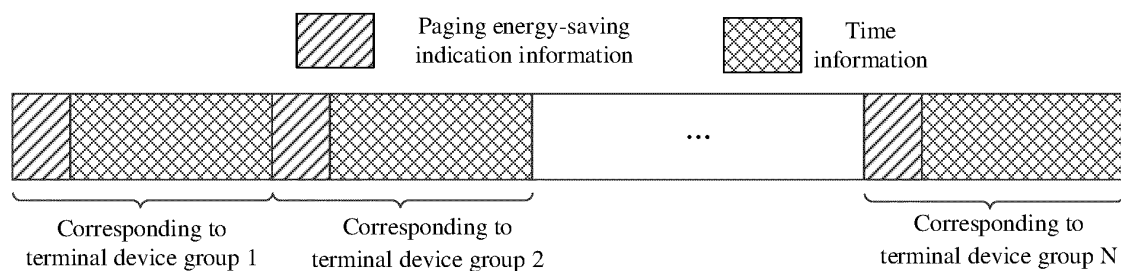 Paging energy-saving
indication information
Time
information
...
Corresponding to
terminal device group 1
Corresponding to
terminal device group 2
Corresponding to
terminal device group N